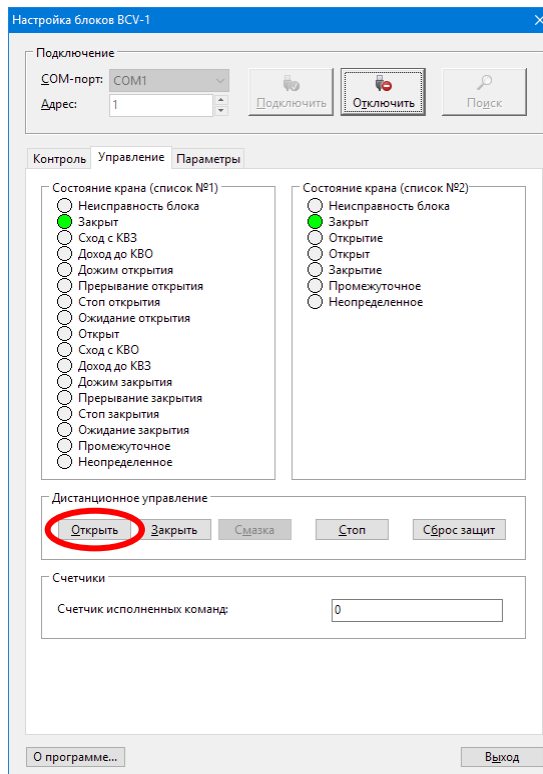 Настройка блоков BCV-1
Подключение
COM-порт: COM1
Адрес: 1
Подключить
Отключить
Поиск
Контроль Управление Параметры
Состояние крана (список №1)
Неисправность блока
Закрыт
Сход с КВЗ
Доход до КВО
Дожим открытия
Прерывание открытия
Стоп открытия
Ожидание открытия
Открыт
Сход с КВО
Доход до КВЗ
Дожим закрытия
Прерывание закрытия
Стоп закрытия
Ожидание закрытия
Промежуточное
Неопределенное
Состояние крана (список №2)
Неисправность блока
Закрыт
Открытие
Открыт
Закрытие
Промежуточное
Неопределенное
Дистанционное управление
Открыть Закрыть Смазка Стоп Сброс защит
Счетчики
Счетчик исполненных команд: 0
О программе... Выход